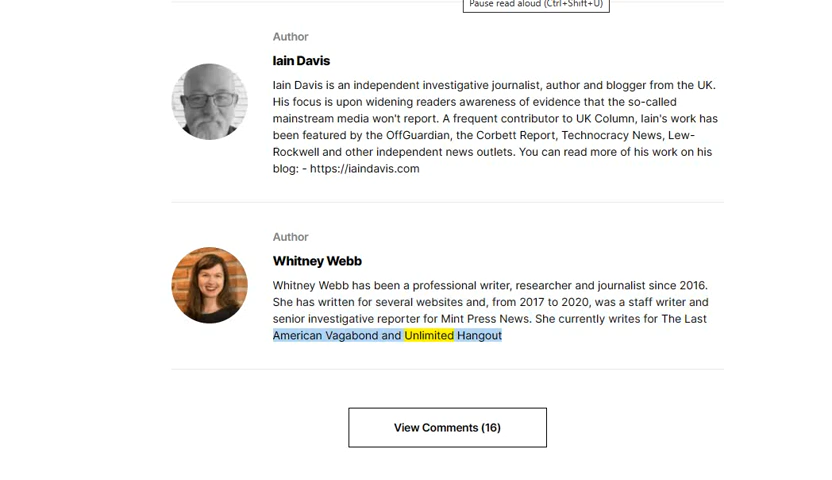 Pause read aloud (Ctrl+Shift+U)
Author
Iain Davis
Iain Davis is an independent investigative journalist, author and blogger from the UK.
His focus is upon widening readers awareness of evidence that the so-called
mainstream media won't report. A frequent contributor to UK Column, Iain's work has
been featured by the OffGuardian, the Corbett Report, Technocracy News, Lew-
Rockwell and other independent news outlets. You can read more of his work on his
blog: - https://iaindavis.com
Author
Whitney Webb
Whitney Webb has been a professional writer, researcher and journalist since 2016.
She has written for several websites and, from 2017 to 2020, was a staff writer and
senior investigative reporter for Mint Press News. She currently writes for The Last
American Vagabond and Unlimited Hangout
View Comments (16)